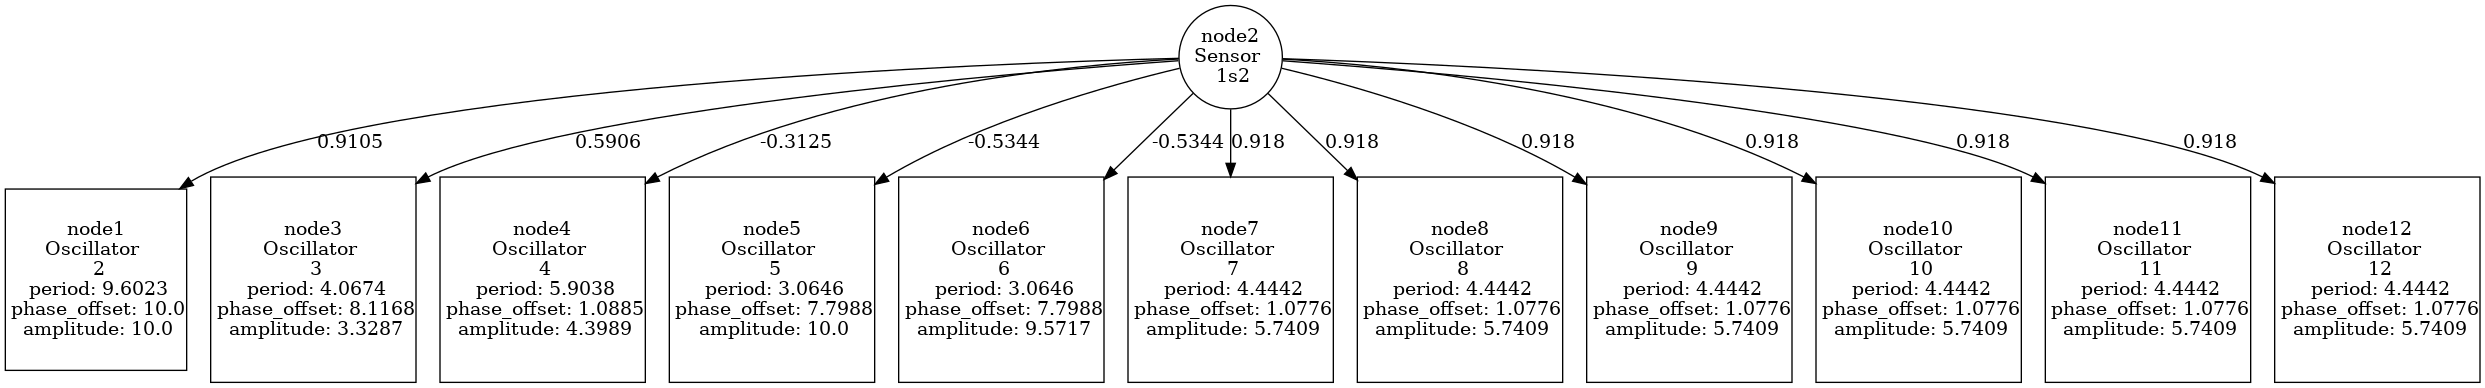 node2
Sensor
1s2
0.9105
0.5906
-0.3125
-0.5344
-0.5344
0.918
0.918
0.918
0.918
0.918
0.918
node1
Oscillator
2
period: 9.6023
phase_offset: 10.0
amplitude: 10.0
node3
Oscillator
3
period: 4.0674
phase_offset: 8.1168
amplitude: 3.3287
node4
Oscillator
4
period: 5.9038
phase_offset: 1.0885
amplitude: 4.3989
node5
Oscillator
5
period: 3.0646
phase_offset: 7.7988
amplitude: 10.0
node6
Oscillator
6
period: 3.0646
phase_offset: 7.7988
amplitude: 9.5717
node7
Oscillator
7
period: 4.4442
phase_offset: 1.0776
amplitude: 5.7409
node8
Oscillator
8
period: 4.4442
phase_offset: 1.0776
amplitude: 5.7409
node9
Oscillator
9
period: 4.4442
phase_offset: 1.0776
amplitude: 5.7409
node10
Oscillator
10
period: 4.4442
phase_offset: 1.0776
amplitude: 5.7409
node11
Oscillator
11
period: 4.4442
phase_offset: 1.0776
amplitude: 5.7409
node12
Oscillator
12
period: 4.4442
phase_offset: 1.0776
amplitude: 5.7409